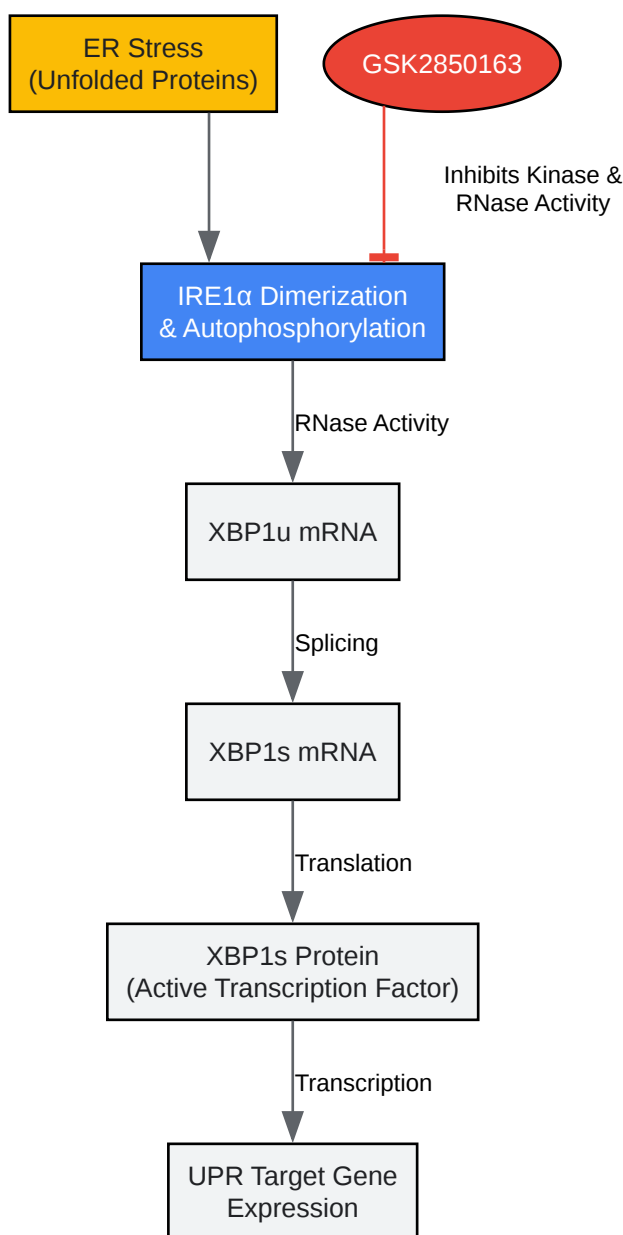 ER Stress
(Unfolded Proteins)
GSK2850163
Inhibits Kinase &
RNase Activity
IRE1α Dimerization
& Autophosphorylation
RNase Activity
XBP1u mRNA
Splicing
XBP1s mRNA
Translation
XBP1s Protein
(Active Transcription Factor)
Transcription
UPR Target Gene
Expression